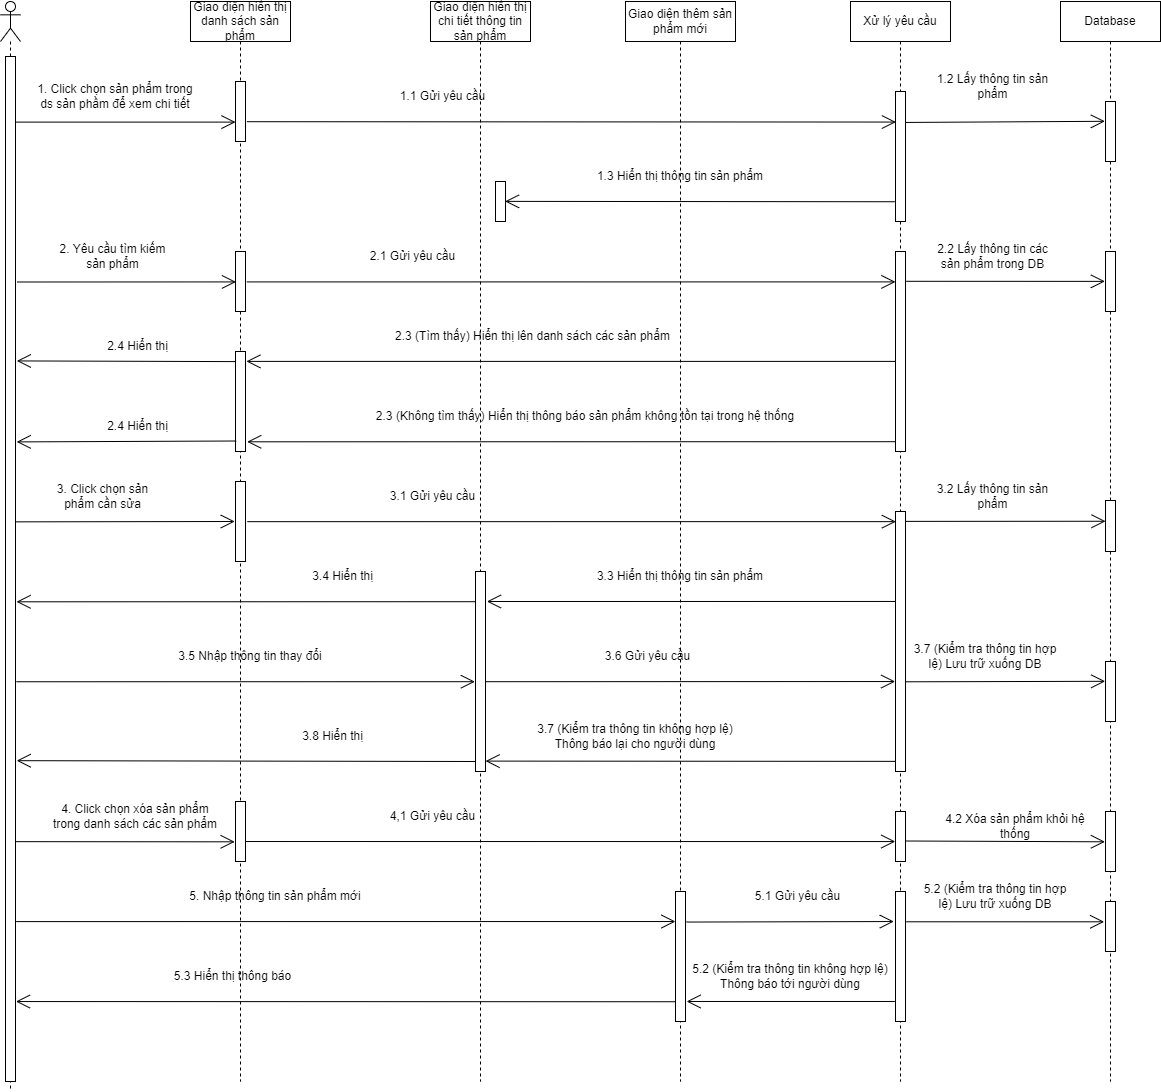 Giao diện hiển thị
danh sách sản
phẩm
Giao diện hiển thị
chi tiết thông tin
sản phẩm
Giao diện thêm sản
phẩm mới
Xử lý yêu cầu
Database
1. Click chọn sản phẩm trong
ds sản phầm để xem chi tiết
1.1 Gửi yêu cầu
1.2 Lấy thông tin sản
phẩm
1.3 Hiển thị thông tin sản phẩm
2. Yêu cầu tìm kiếm
sản phẩm
2.1 Gửi yêu cầu
2.2 Lấy thông tin các
sản phẩm trong DB
2.3 (Tìm thấy) Hiển thị lên danh sách các sản phẩm
2.4 Hiển thị
2.3 (Không tìm thấy) Hiển thị thông báo sản phẩm không tồn tại trong hệ thống
2.4 Hiển thị
3. Click chọn sản
phẩm cần sửa
3.1 Gửi yêu cầu
3.2 Lấy thông tin sản
phẩm
3.4 Hiển thị
3.3 Hiển thị thông tin sản phẩm
3.5 Nhập thông tin thay đổi
3.6 Gửi yêu cầu
3.7 (Kiểm tra thông tin hợp
lệ) Lưu trữ xuống DB
3.8 Hiển thị
3.7 (Kiểm tra thông tin không hợp lệ)
Thông báo lại cho người dùng
4. Click chọn xóa sản phẩm
trong danh sách các sản phẩm
4,1 Gửi yêu cầu
4.2 Xóa sản phẩm khỏi hệ
thống
5. Nhập thông tin sản phẩm mới
5.1 Gửi yêu cầu
5.2 (Kiểm tra thông tin hợp
lệ) Lưu trữ xuống DB
5.3 Hiển thị thông báo
5.2 (Kiểm tra thông tin không hợp lệ)
Thông báo tới người dùng